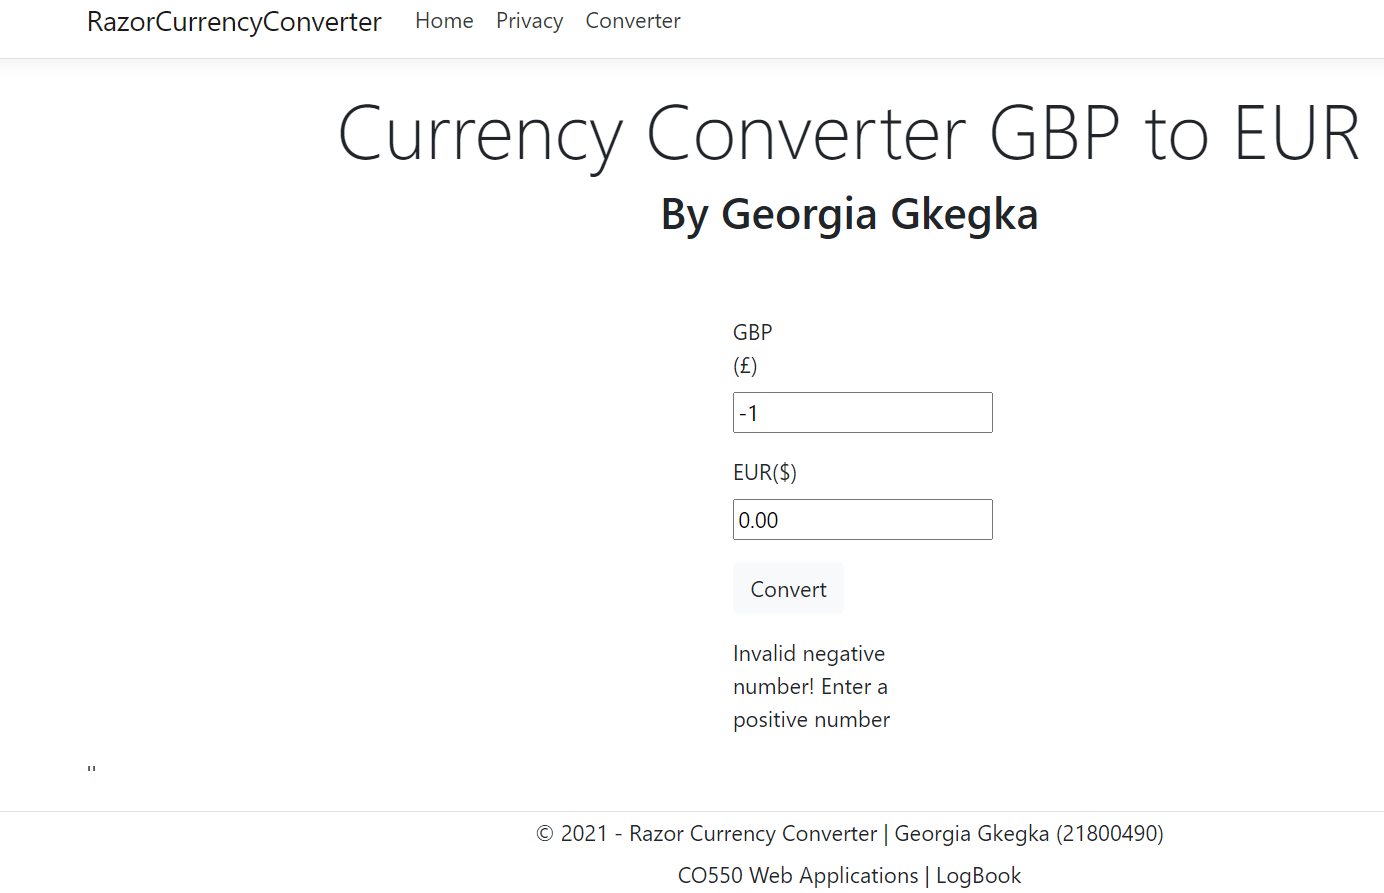 RazorCurrencyConverter Home Privacy Converter
Currency Converter GBP to EUR
By Georgia Gkegka
GBP
(£)
-1
EUR($)
0.00
Convert
Invalid negative
number! Enter a
positive number
"
© 2021 - Razor Currency Converter | Georgia Gkegka (21800490)
CO550 Web Applications | LogBook